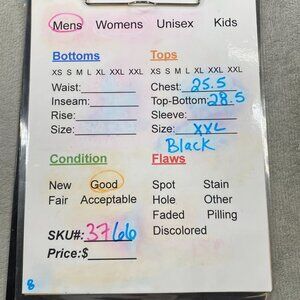 Mens Womens Unisex Kids
Bottoms Tops
XS S M L XL XXL XXL XS S M L XL XXL XXL
Waist: Chest: 25.5
Inseam: Top-Bottom: 28.5
Rise: Sleeve:
Size: Size: XXL
Black
Condition Flaws
New Good Spot Stain
Fair Acceptable Hole Other
Faded Pilling
SKU#: 3766 Discolored
Price:$
8